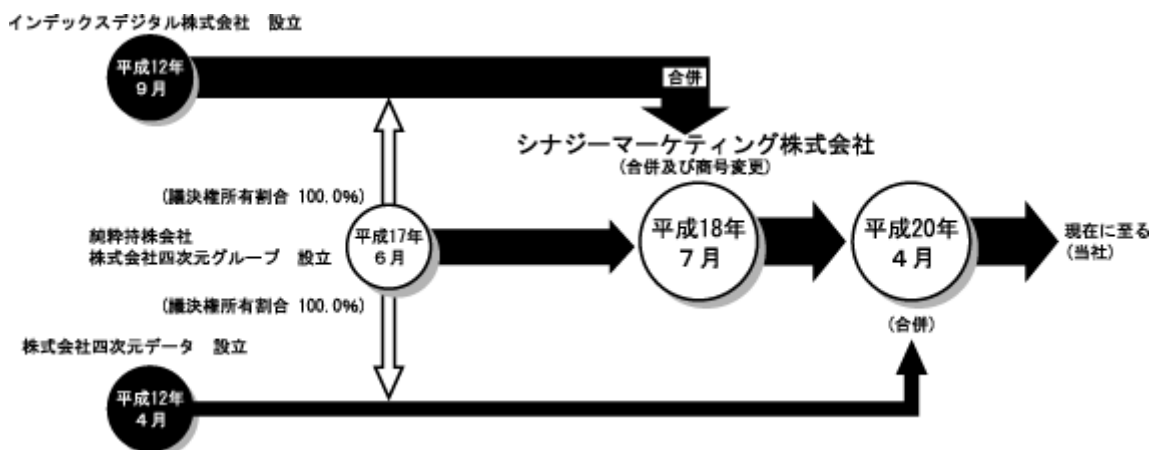 インデックスデジタル株式会社　設立
平成12年
９月
合併
シナジーマーケティング株式会社
(合併及び商号変更)
(議決権所有割合 100.0%)
純粋持株会社
株式会社四次元グループ　設立
平成17年
６月
平成18年
７月
平成20年
４月
現在に至る
(当社)
(議決権所有割合 100.0%)
(合併)
株式会社四次元データ　設立
平成12年
４月